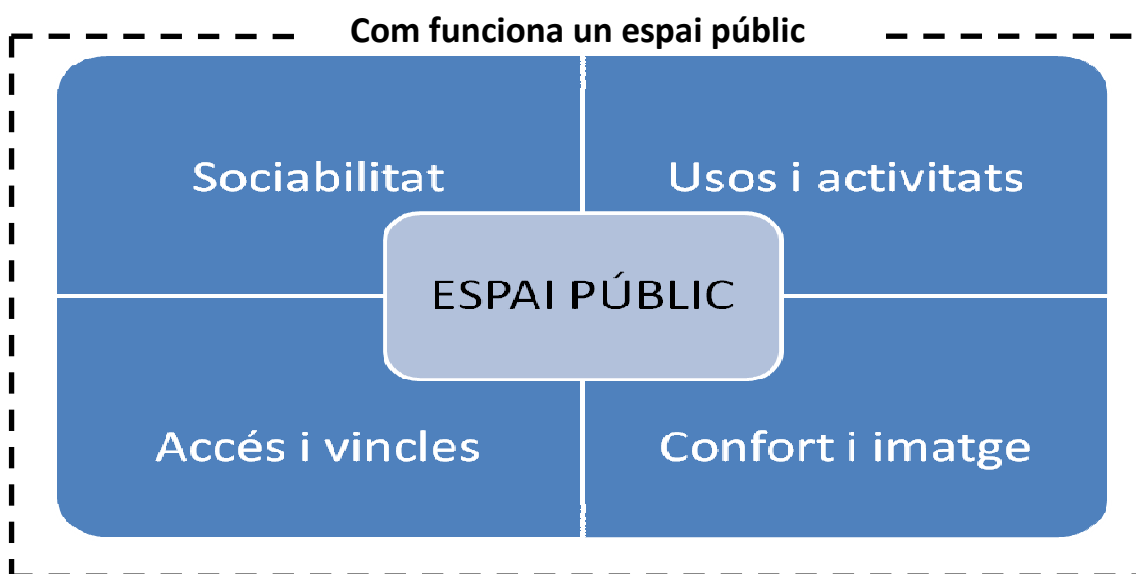 Com funciona un espai públic
Sociabilitat
Usos i activitats
ESPAI PÚBLIC
Accés i vincles
Confort i imatge